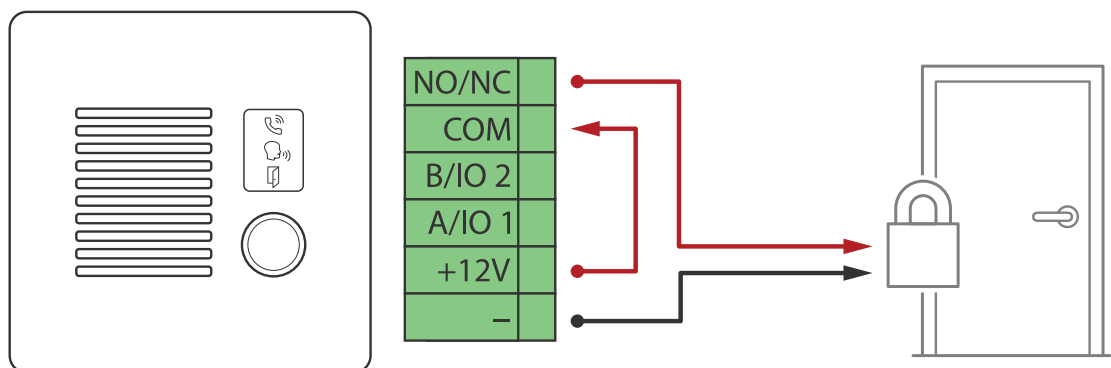 NO/NC
COM
B/IO 2
A/IO 1
+12V
–